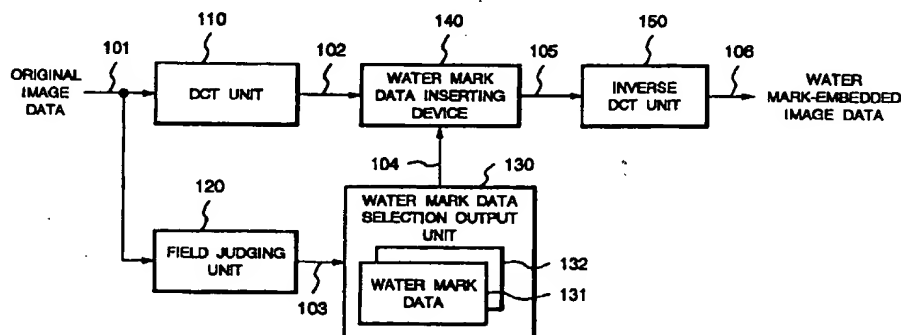 110
140
150
101
102
105
106
ORIGINAL
IMAGE
DATA
DCT UNIT
WATER MARK
DATA INSERTING
DEVICE
INVERSE
DCT UNIT
WATER
MARK-EMBEDDED
IMAGE DATA
104
130
120
WATER MARK DATA
SELECTION OUTPUT
UNIT
FIELD JUDGING
UNIT
103
WATER MARK
DATA
132
131